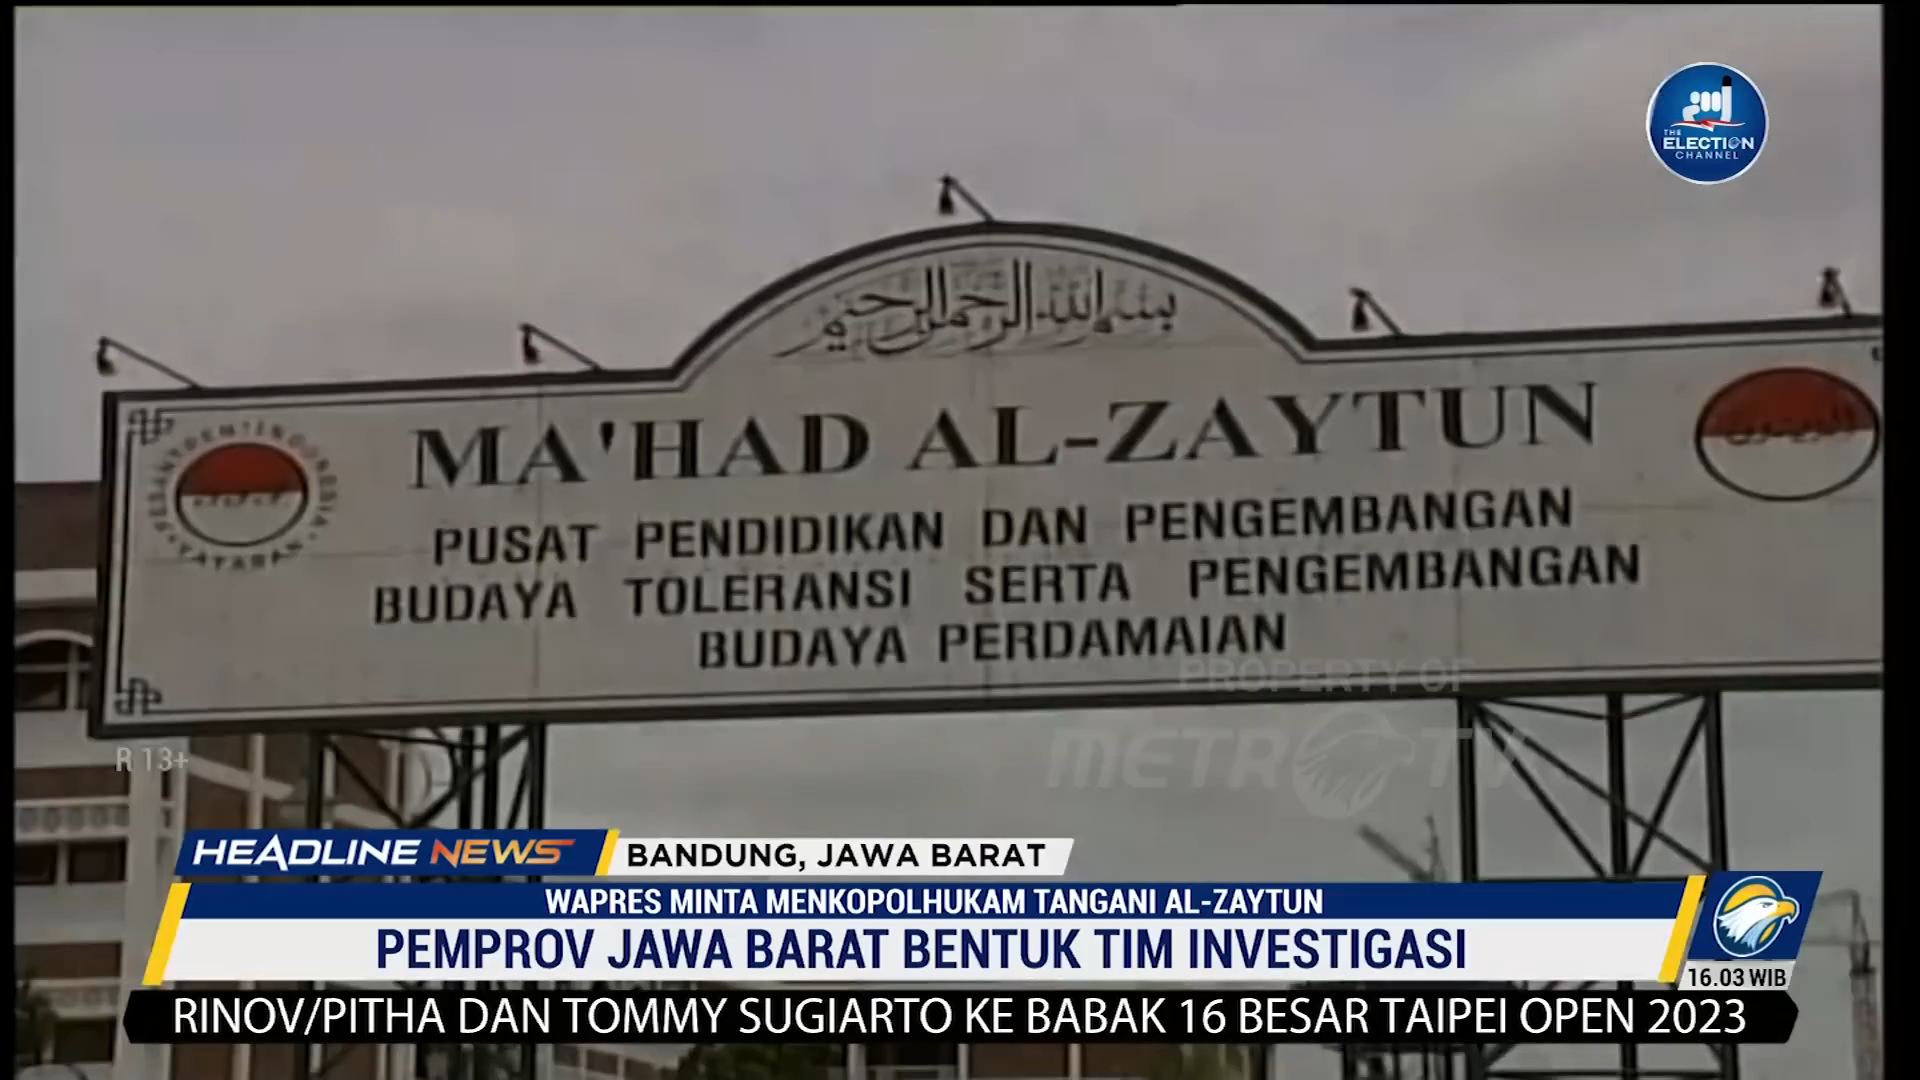 THE
ELECTION
CHANNEL
بسم الله الرحمن الرحيم
MA'HAD AL-ZAYTUN
PESANTREN INDONESIA
YAYASAN
PUSAT PENDIDIKAN DAN PENGEMBANGAN
BUDAYA TOLERANSI SERTA PENGEMBANGAN
BUDAYA PERDAMAIAN
PROPERTY OF
METRO TV
R 13+
HEADLINE NEWS
BANDUNG, JAWA BARAT
WAPRES MINTA MENKOPOLHUKAM TANGANI AL-ZAYTUN
PEMPROV JAWA BARAT BENTUK TIM INVESTIGASI
16.03 WIB
RINOV/PITHA DAN TOMMY SUGIARTO KE BABAK 16 BESAR TAIPEI OPEN 2023